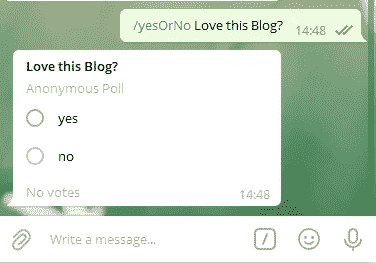 /yesOrNo Love this Blog?
14:48
Love this Blog?
Anonymous Poll
yes
no
No votes
14:48
Write a message...